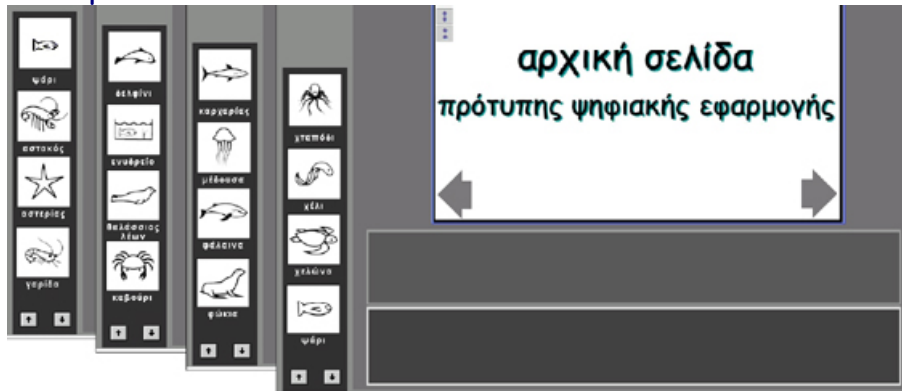 ψάρι
αστακός
αστερίας
γαρίδα
δελφίνι
ενυδρείο
θαλάσσιος
λέων
καβούρι
καρχαρίας
μέδουσα
φάλαινα
φώκια
χταπόδι
χέλι
χελώνα
ψάρι
αρχική σελίδα
πρότυπης ψηφιακής εφαρμογής